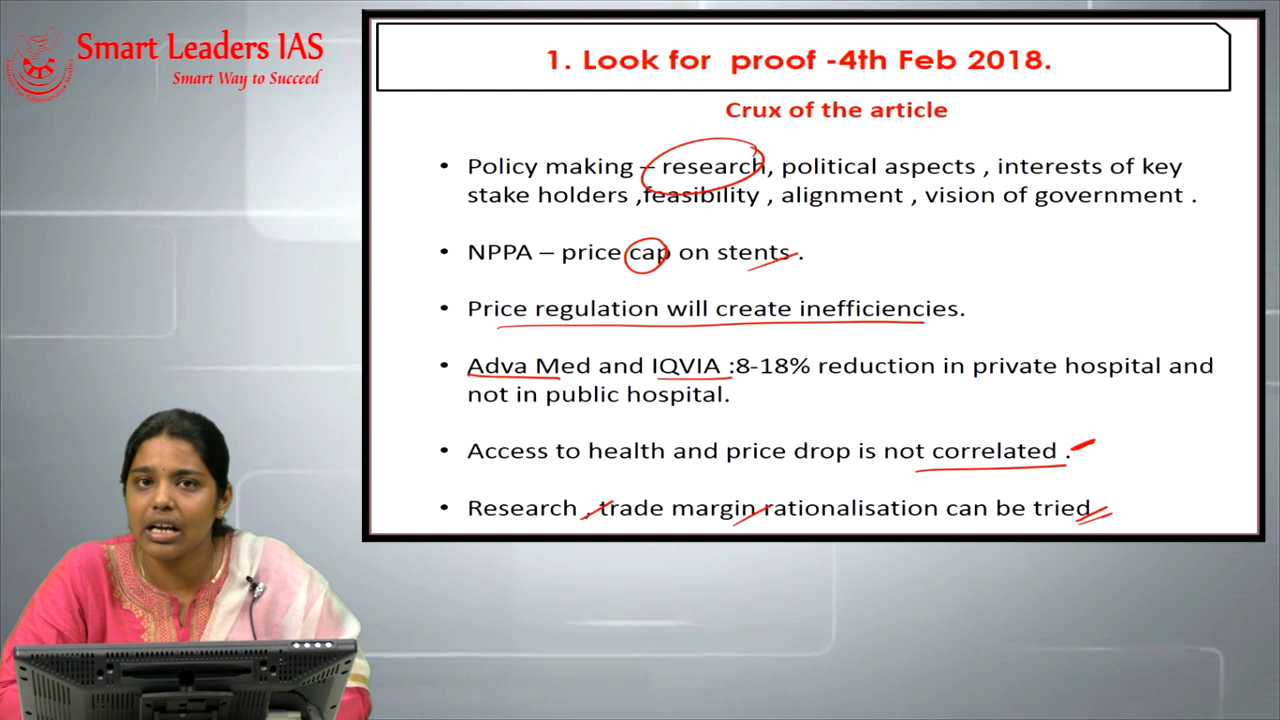 Smart Leaders IAS
Smart Way to Succeed
1. Look for proof -4th Feb 2018.
Crux of the article
• Policy making – research, political aspects , interests of key
stake holders ,feasibility , alignment , vision of government .
• NPPA – price cap on stents .
• Price regulation will create inefficiencies.
• Adva Med and IQVIA :8-18% reduction in private hospital and
not in public hospital.
• Access to health and price drop is not correlated .
• Research , trade margin rationalisation can be tried